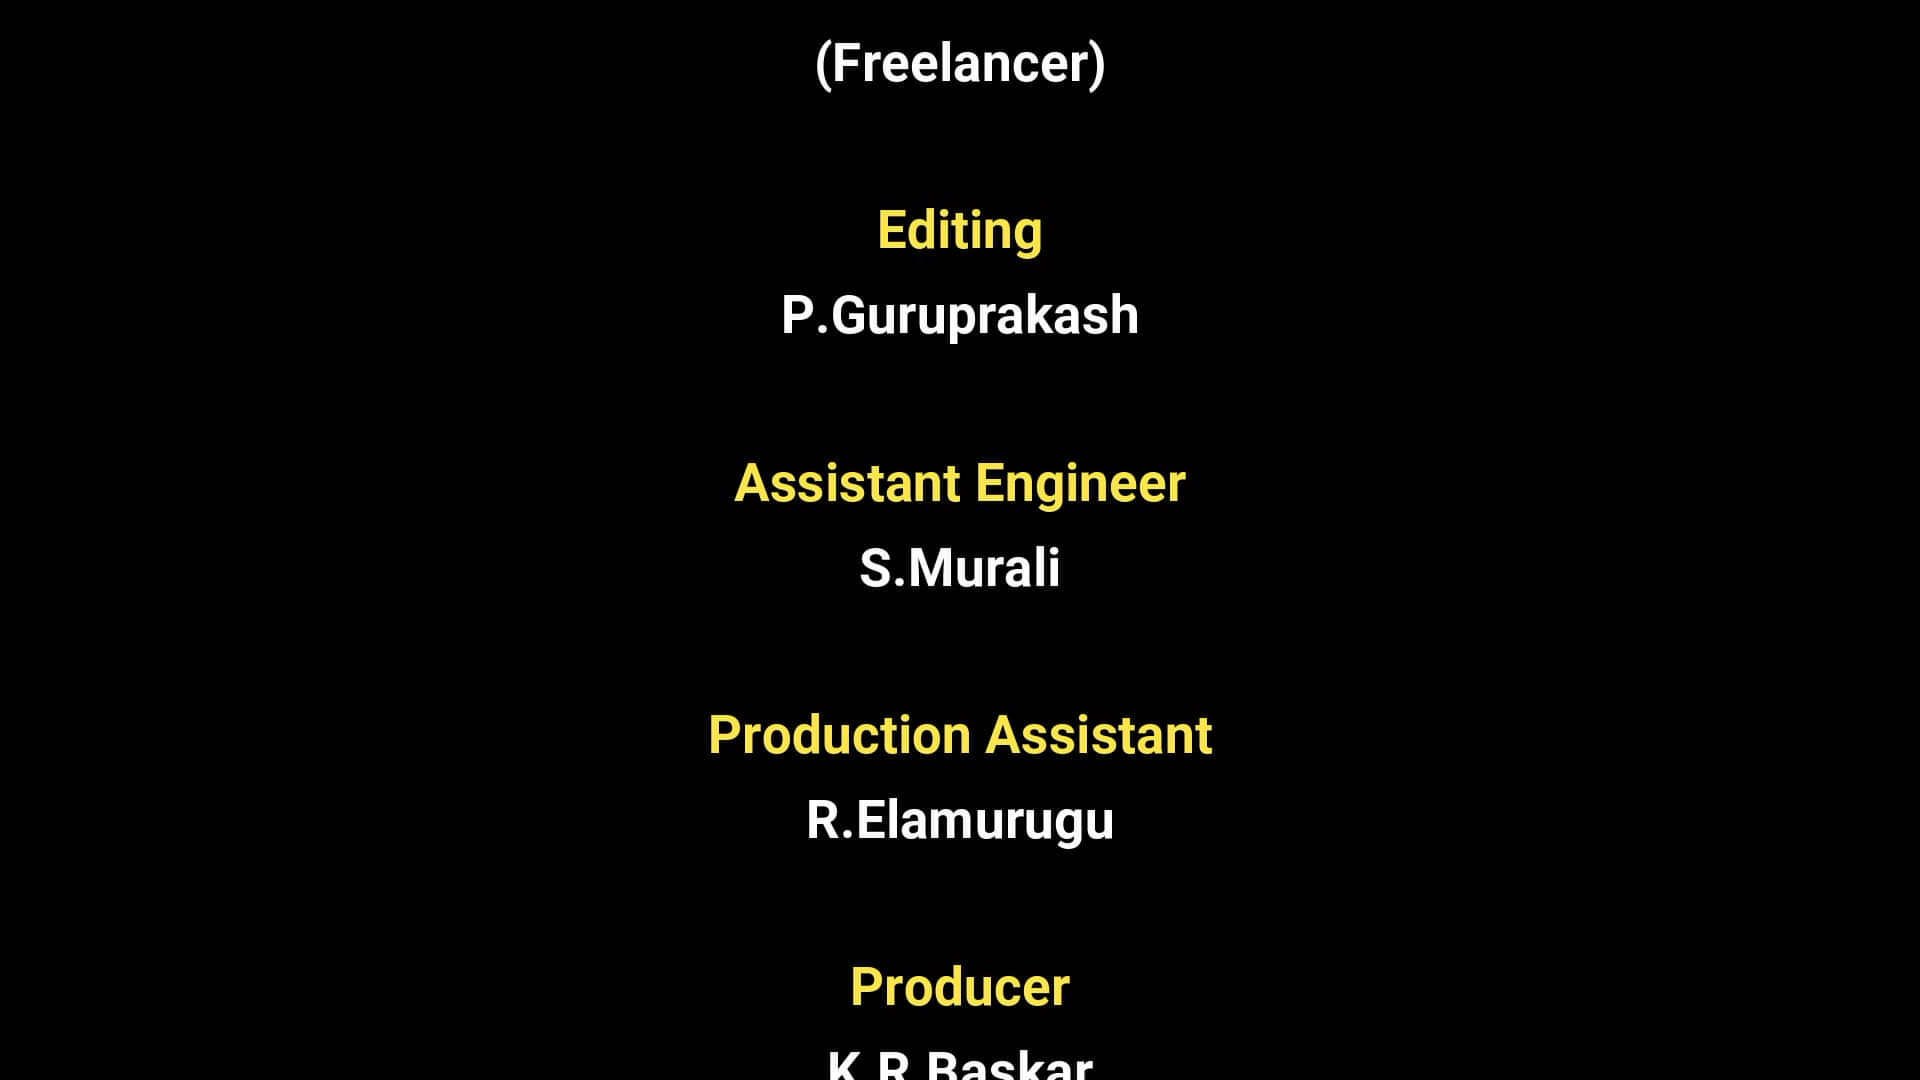 (Freelancer)
Editing
P.Guruprakash
Assistant Engineer
S.Murali
Production Assistant
R.Elamurugu
Producer
K.R.Baskar